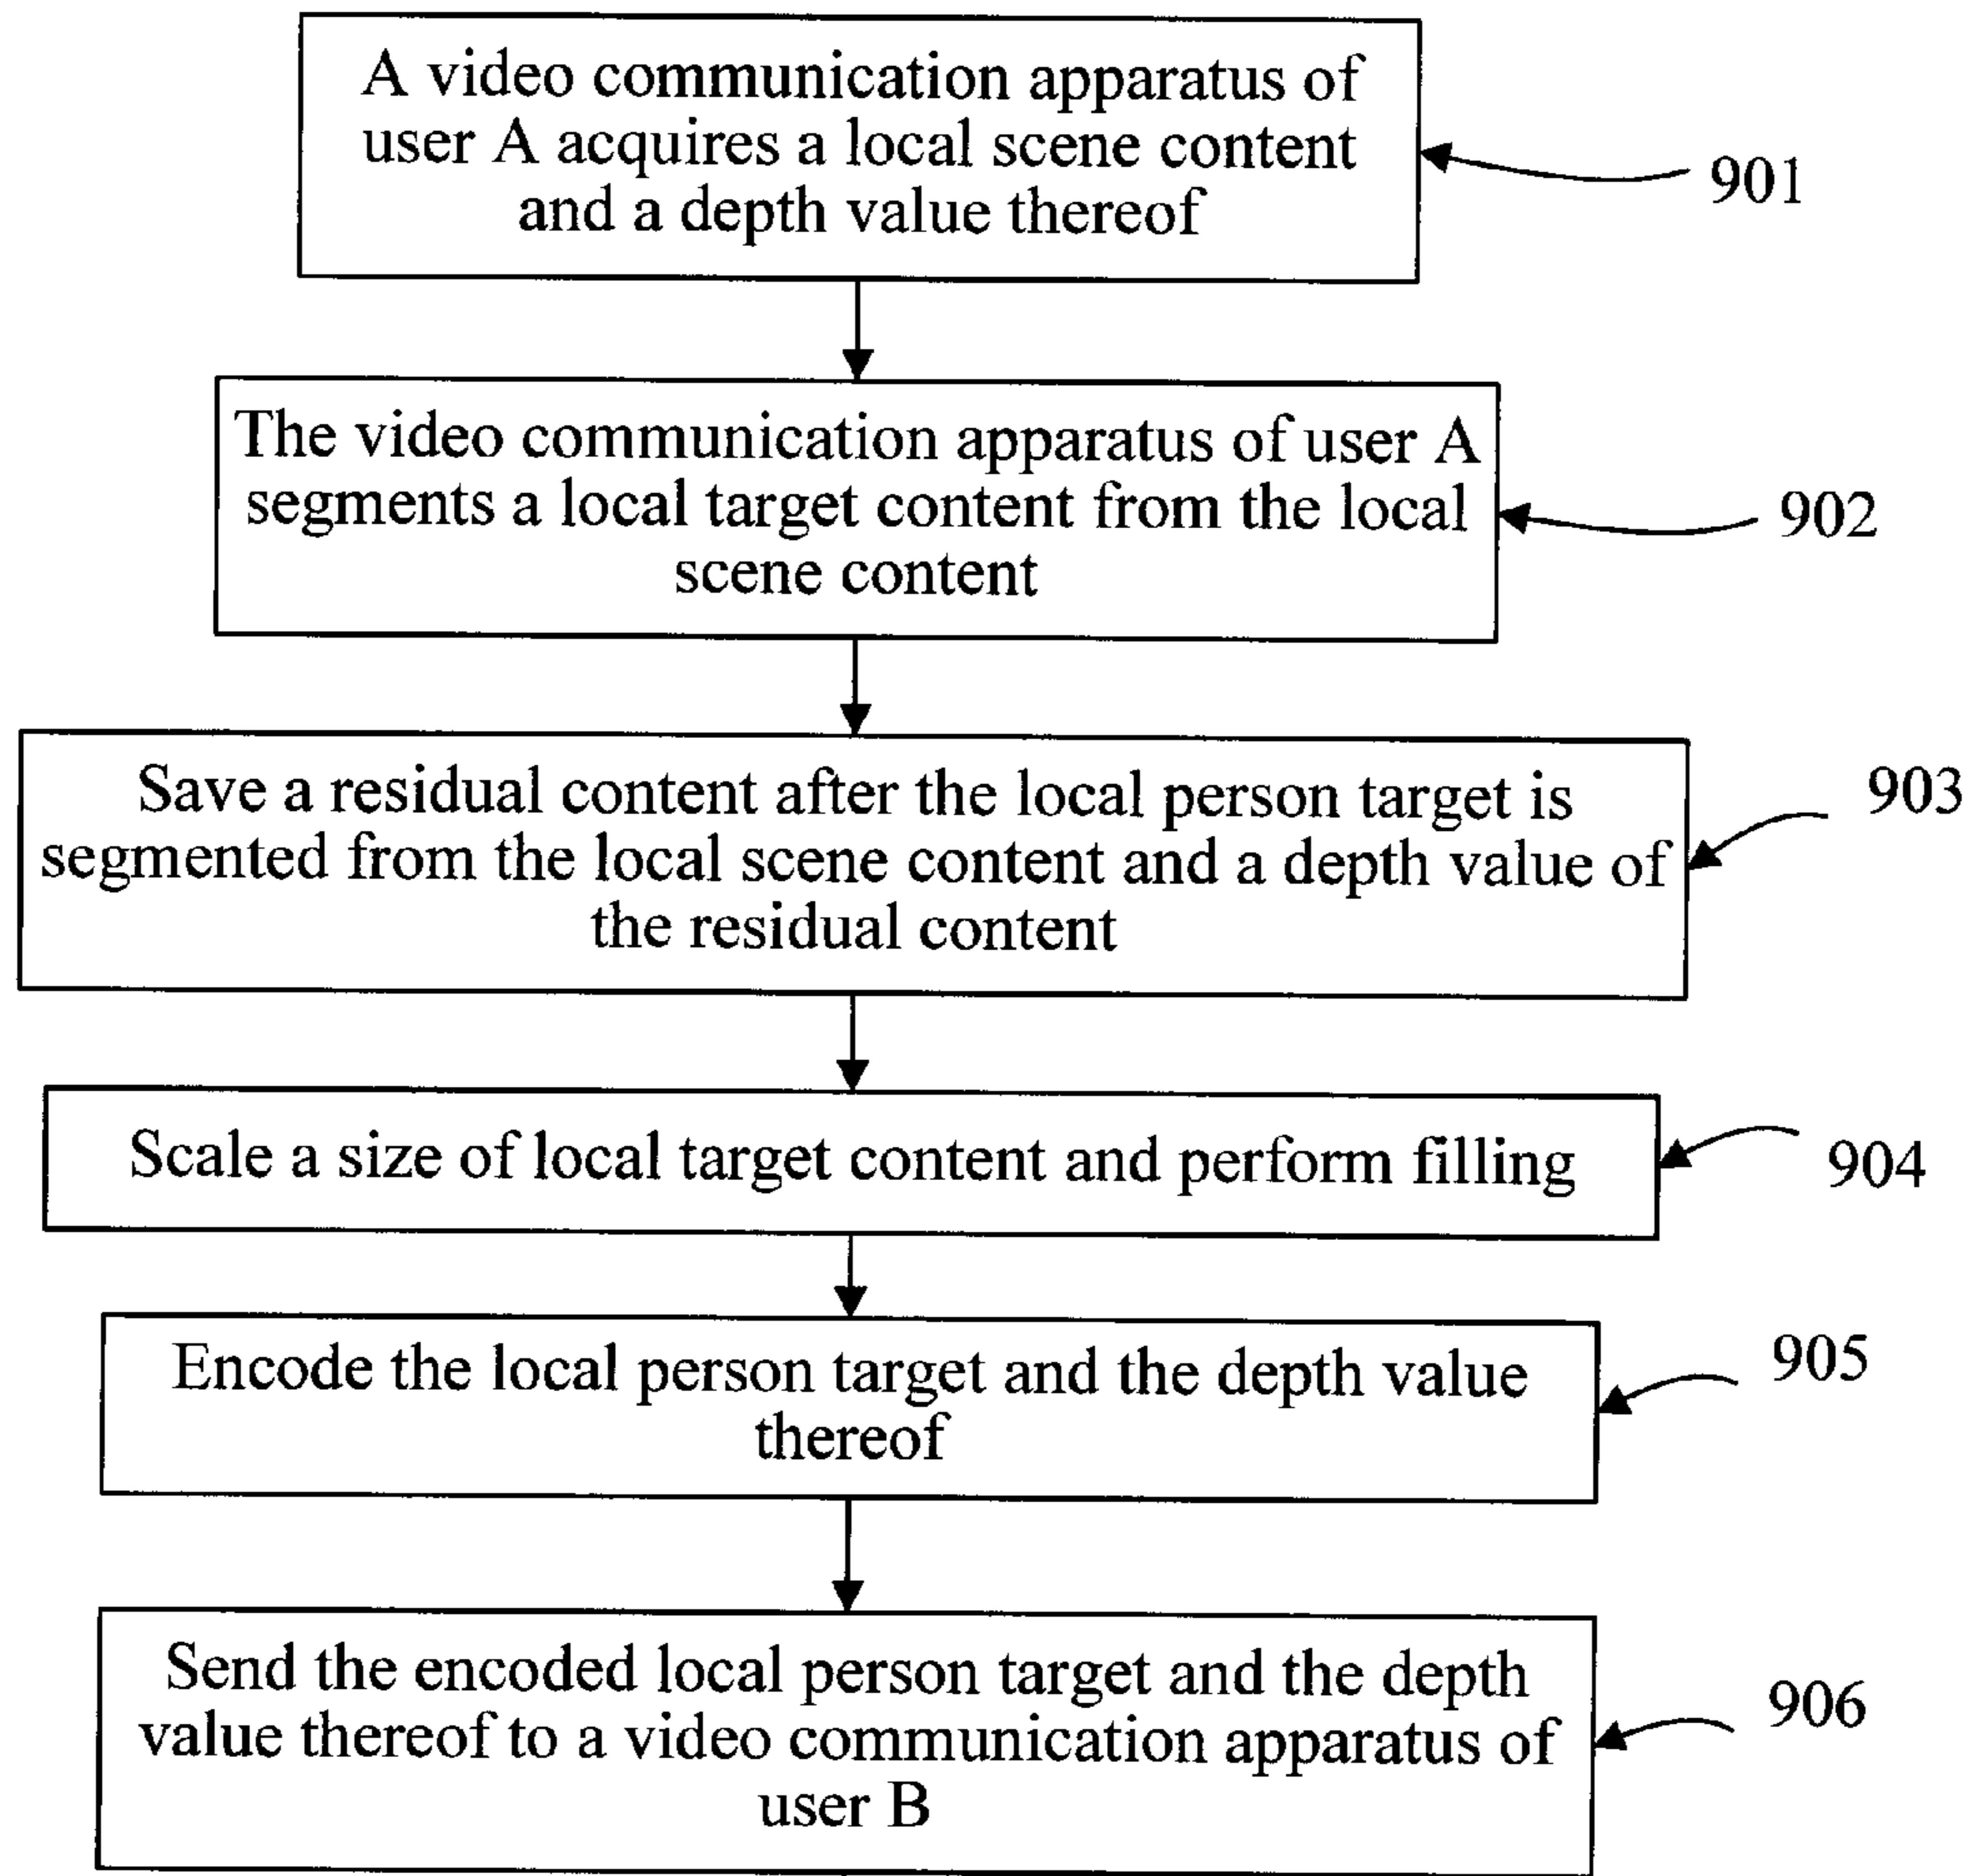 A video communication apparatus of
user A acquires a local scene content
and a depth value thereof
901
The video communication apparatus of user A
segments a local target content from the local
scene content
902
Save a residual content after the local person target is
segmented from the local scene content and a depth value of
the residual content
903
Scale a size of local target content and perform filling
904
Encode the local person target and the depth value
thereof
905
Send the encoded local person target and the depth
value thereof to a video communication apparatus of
user B
906